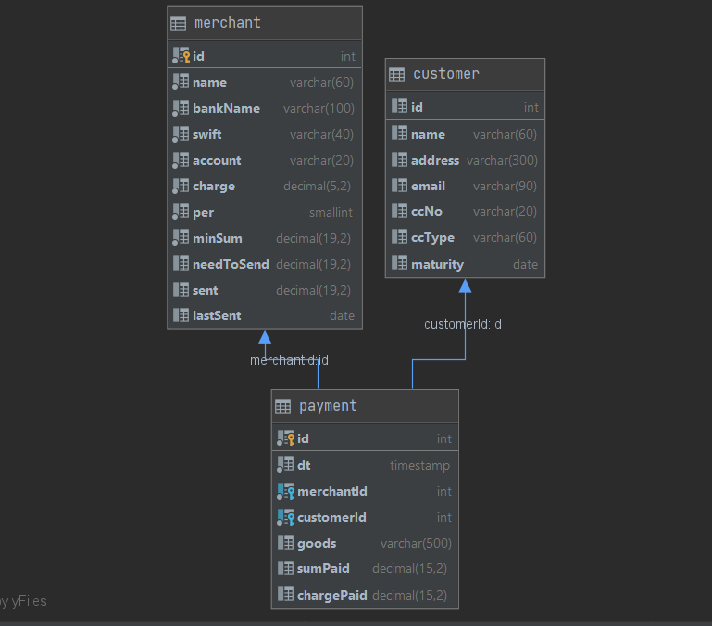 merchant
id int
name varchar(60)
bankName varchar(100)
swift varchar(40)
account varchar(20)
charge decimal(5,2)
per smallint
minSum decimal(19,2)
needToSend decimal(19,2)
sent decimal(19,2)
lastSent date
customer
id int
name varchar(60)
address varchar(300)
email varchar(90)
ccNo varchar(20)
ccType varchar(60)
maturity date
customerId: d
merchantId:id
payment
id int
dt timestamp
merchantId int
customerId int
goods varchar(500)
sumPaid decimal(15,2)
chargePaid decimal(15,2)
by yFiles